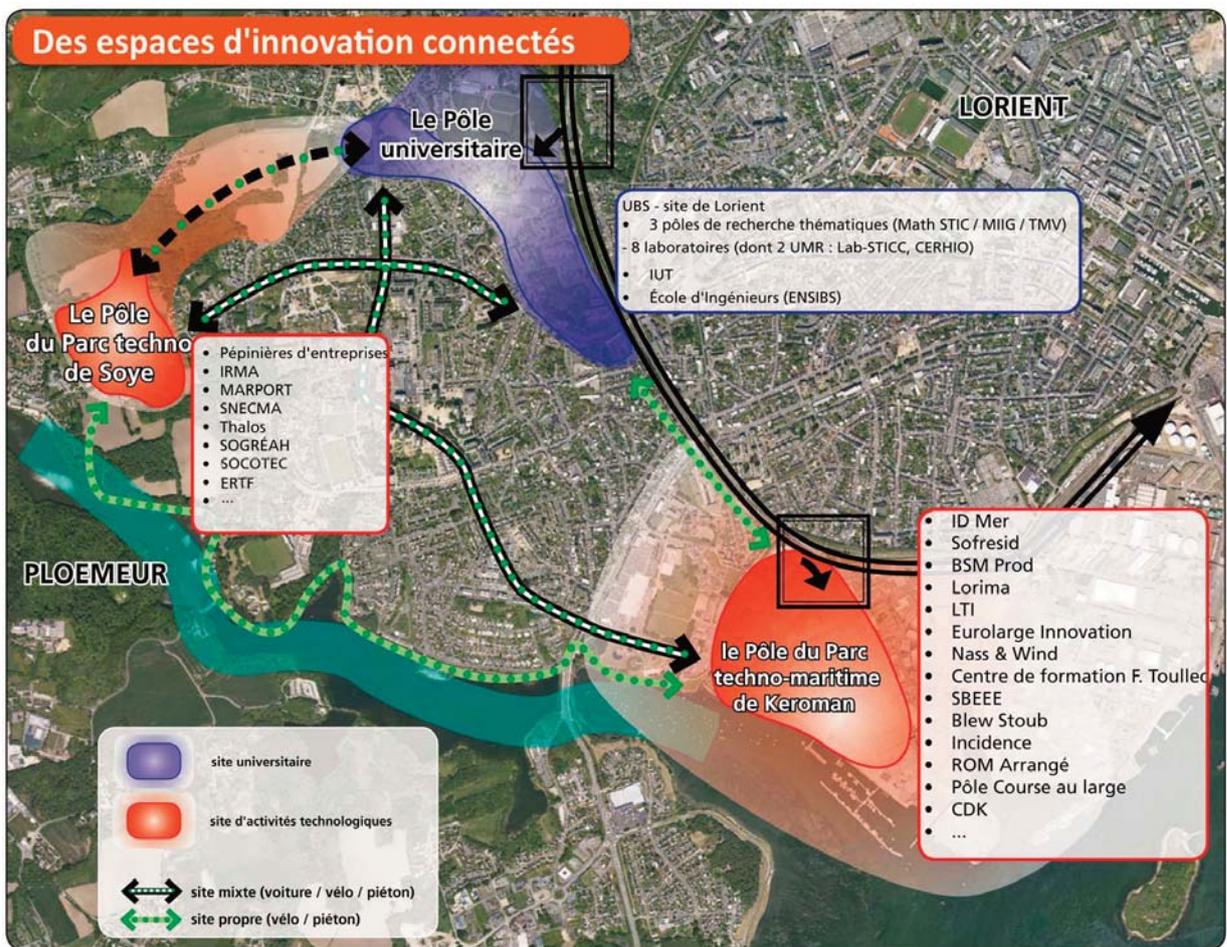 Des espaces d'innovation connectés
LORIENT
Le Pôle
universitaire
UBS - site de Lorient
• 3 pôles de recherche thématiques (Math STIC / MIIG / TMV)
- 8 laboratoires (dont 2 UMR : Lab-STICC, CERHIO)
• IUT
• École d'Ingénieurs (ENSIBS)
Le Pôle
du Parc techno
de Soye
• Pépinières d'entreprises
• IRMA
• MARPORT
• SNECMA
• Thalos
• SOGRÉAH
• SOCOTEC
• ERTF
• ...
PLOEMEUR
le Pôle du Parc
techno-maritime
de Keroman
• ID Mer
• Sofresid
• BSM Prod
• Lorima
• LTI
• Eurolarge Innovation
• Nass & Wind
• Centre de formation F. Toullec
• SBEEE
• Blew Stoub
• Incidence
• ROM Arrangé
• Pôle Course au large
• CDK
• ...
site universitaire
site d'activités technologiques
site mixte (voiture / vélo / piéton)
site propre (vélo / piéton)